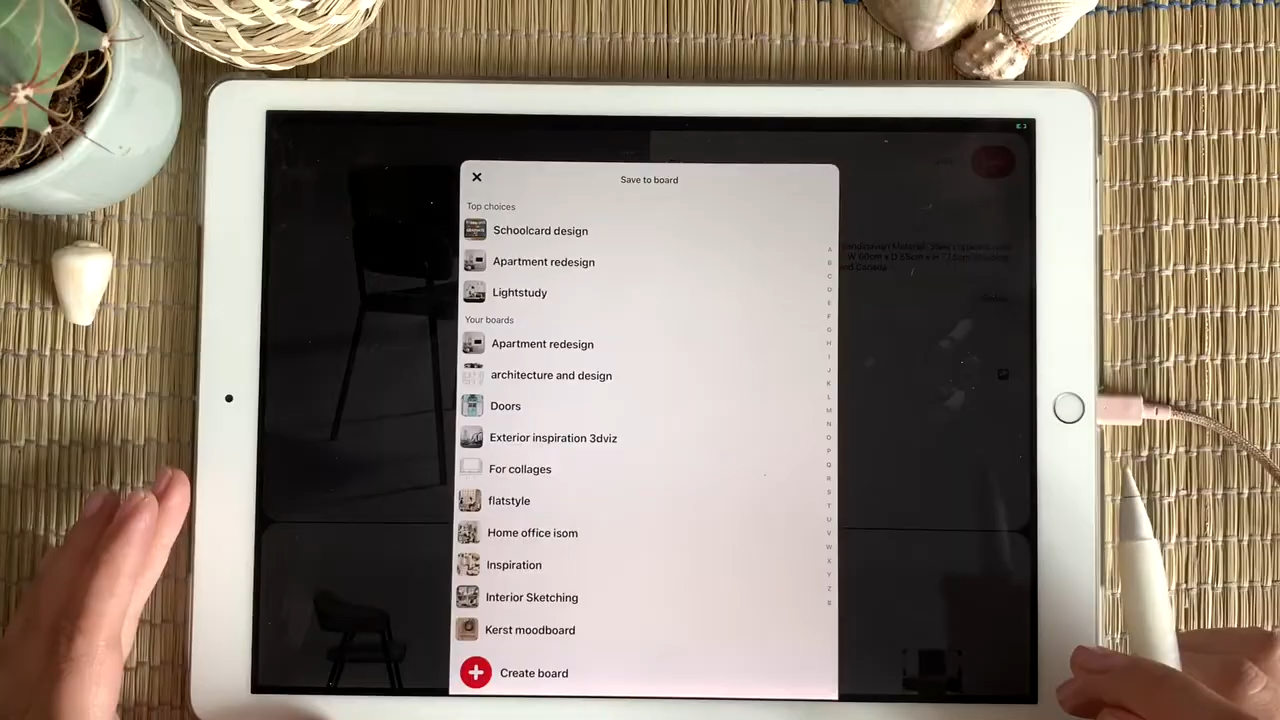 Save to board
Top choices
Schoolcard design
Apartment redesign
Lightstudy
Your boards
Apartment redesign
architecture and design
Doors
Exterior inspiration 3dviz
For collages
flatstyle
Home office isom
Inspiration
Interior Sketching
Kerst moodboard
Create board
A
B
C
D
E
F
G
H
I
J
K
L
M
N
O
P
Q
R
S
T
U
V
W
X
Y
Z